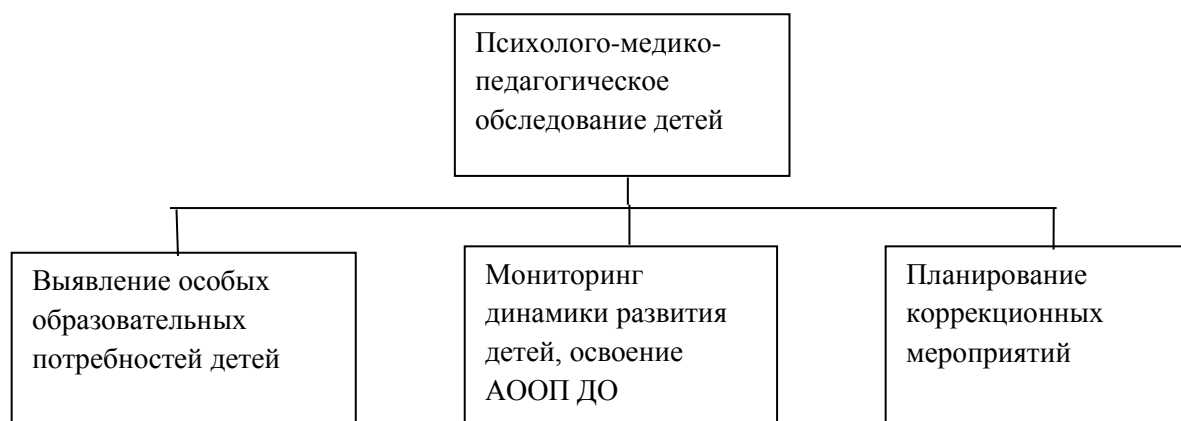 Психолого-медико-
педагогическое
обследование детей
Выявление особых
образовательных
потребностей детей
Мониторинг
динамики развития
детей, освоение
АООП ДО
Планирование
коррекционных
мероприятий